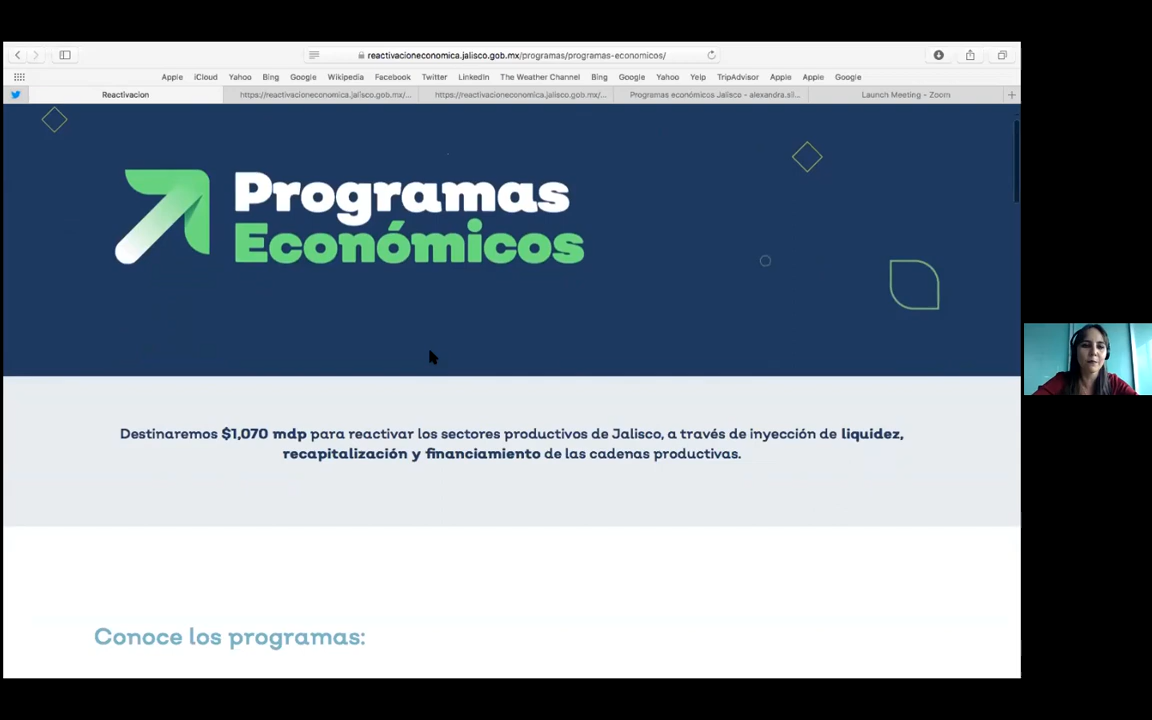 reactivacioneconomica.jalisco.gob.mx/programas/programas-economicos/
Apple iCloud Yahoo Bing Google Wikipedia Facebook Twitter LinkedIn The Weather Channel Bing Google Yahoo Yelp TripAdvisor Apple Apple Google
Reactivacion https://reactivacioneconomica.jalisco.gob.mx/... https://reactivacioneconomica.jalisco.gob.mx/... Programas económicos Jalisco - alexandra.sil... Launch Meeting - Zoom
Programas
Económicos
Destinaremos $1,070 mdp para reactivar los sectores productivos de Jalisco, a través de inyección de liquidez,
recapitalización y financiamiento de las cadenas productivas.
Conoce los programas: